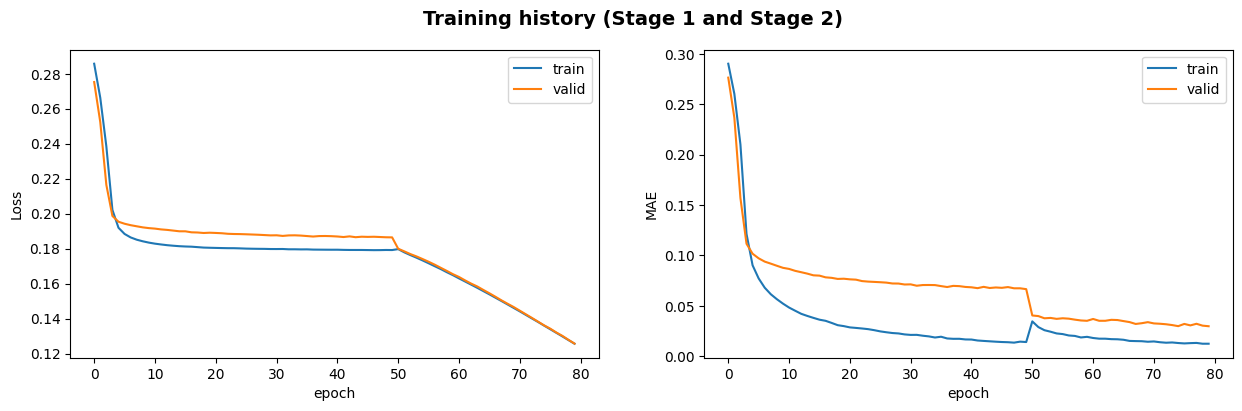 Training history (Stage 1 and Stage 2)
Loss
0.28
0.26
0.24
0.22
0.20
0.18
0.16
0.14
0.12
0 10 20 30 40 50 60 70 80
epoch
train
valid
MAE
0.30
0.25
0.20
0.15
0.10
0.05
0.00
0 10 20 30 40 50 60 70 80
epoch
train
valid